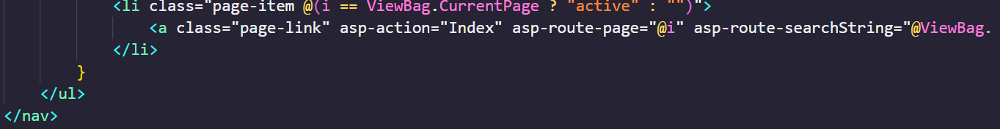 <li class="page-item @(i == ViewBag.CurrentPage ? "active" : "")">
<a class="page-link" asp-action="Index" asp-route-page="@i" asp-route-searchString="@ViewBag.
</li>
}
</ul>
</nav>